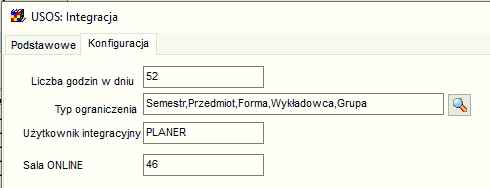 USOS: Integracja
Podstawowe Konfiguracja
Liczba godzin w dniu 52
Typ ograniczenia Semestr,Przedmiot,Forma,Wykładowca,Grupa
Użytkownik integracyjny PLANER
Sala ONLINE 46